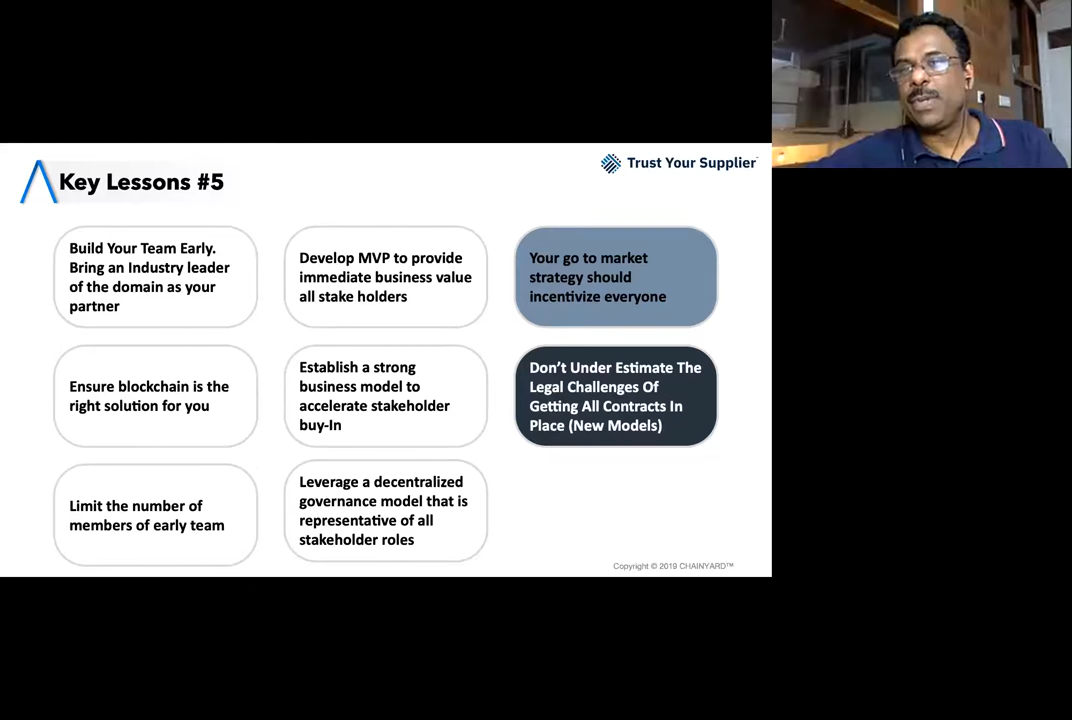 Trust Your Supplier
Key Lessons #5
Build Your Team Early.
Bring an Industry leader
of the domain as your
partner
Develop MVP to provide
immediate business value
all stake holders
Your go to market
strategy should
incentivize everyone
Ensure blockchain is the
right solution for you
Establish a strong
business model to
accelerate stakeholder
buy-In
Don’t Under Estimate The
Legal Challenges Of
Getting All Contracts In
Place (New Models)
Limit the number of
members of early team
Leverage a decentralized
governance model that is
representative of all
stakeholder roles
Copyright © 2019 CHAINYARD™